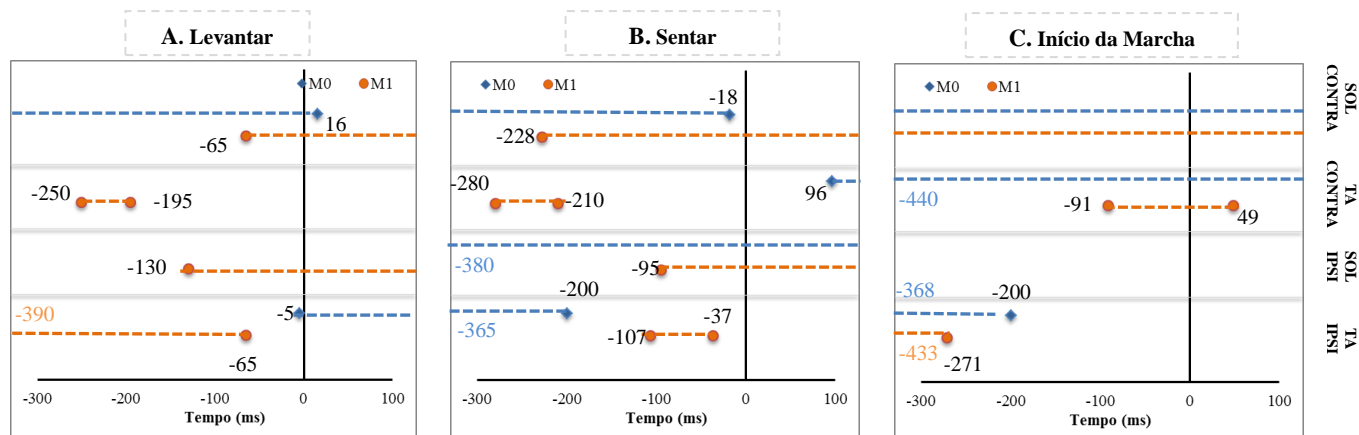 A. Levantar
B. Sentar
C. Início da Marcha
M0 M1
16
-65
-250
-195
-130
-390
-5
-65
-300 -200 -100 0 100
Tempo (ms)
M0 M1
-18
-228
-280
-210
96
-380
-95
-200
-365
-107
-37
-300 -200 -100 0 100
Tempo (ms)
M0 M1
-440
-91
49
-368
-200
-433
-271
-300 -200 -100 0 100
Tempo (ms)
SOL
CONTRA
TA
CONTRA
SOL
IPSI
TA
IPSI